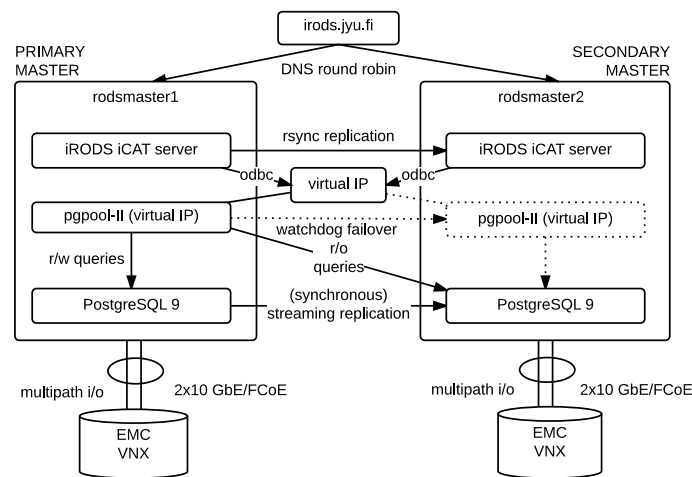 irods.jyu.fi
PRIMARY
MASTER
SECONDARY
MASTER
DNS round robin
rodsmaster1
rodsmaster2
iRODS iCAT server
rsync replication
iRODS iCAT server
odbc
virtual IP
odbc
pgpool-II (virtual IP)
pgpool-II (virtual IP)
watchdog failover
r/o
queries
r/w queries
PostgreSQL 9
(synchronous)
streaming replication
PostgreSQL 9
multipath i/o
2x10 GbE/FCoE
multipath i/o
2x10 GbE/FCoE
EMC
VNX
EMC
VNX